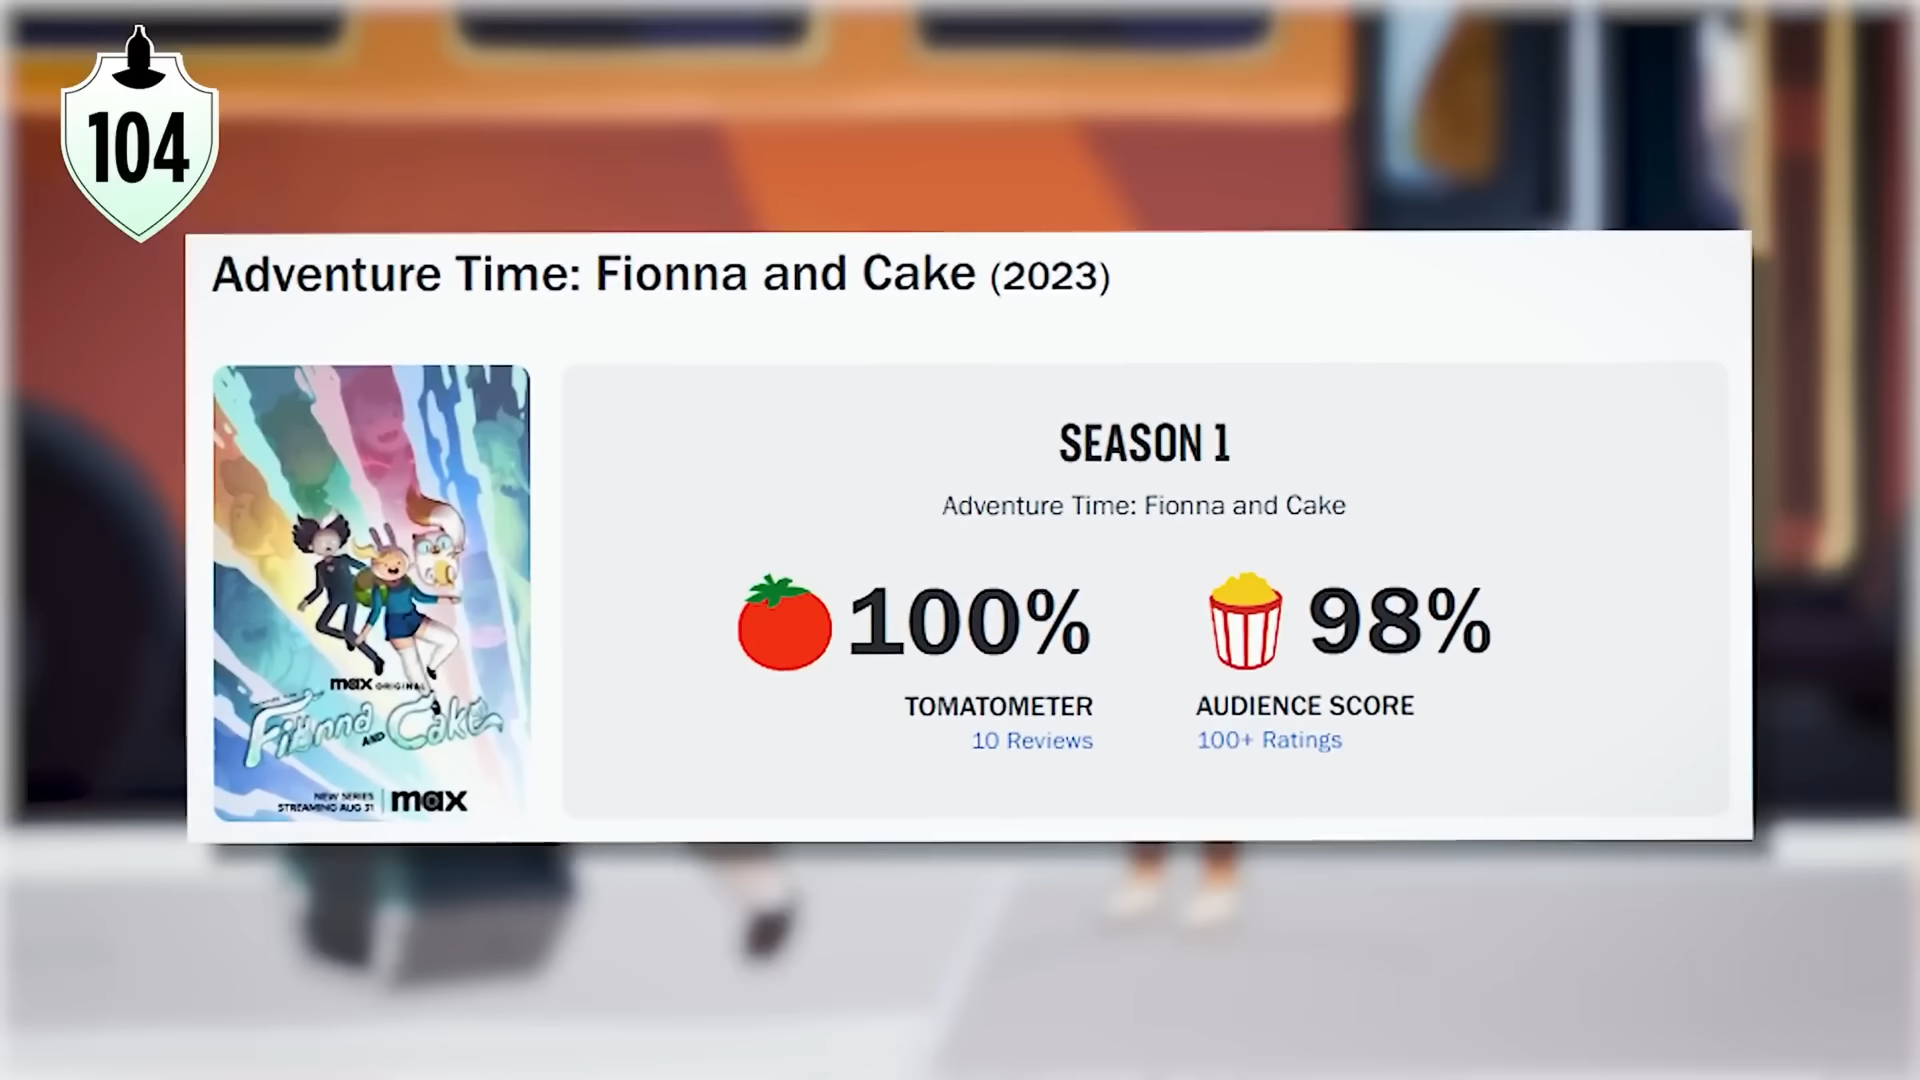 104
Adventure Time: Fionna and Cake (2023)
SEASON 1
Adventure Time: Fionna and Cake
100%
98%
TOMATOMETER
AUDIENCE SCORE
10 Reviews
100+ Ratings
max ORIGINAL
Fionna AND Cake
NEW SERIES
STREAMING AUG 31
max